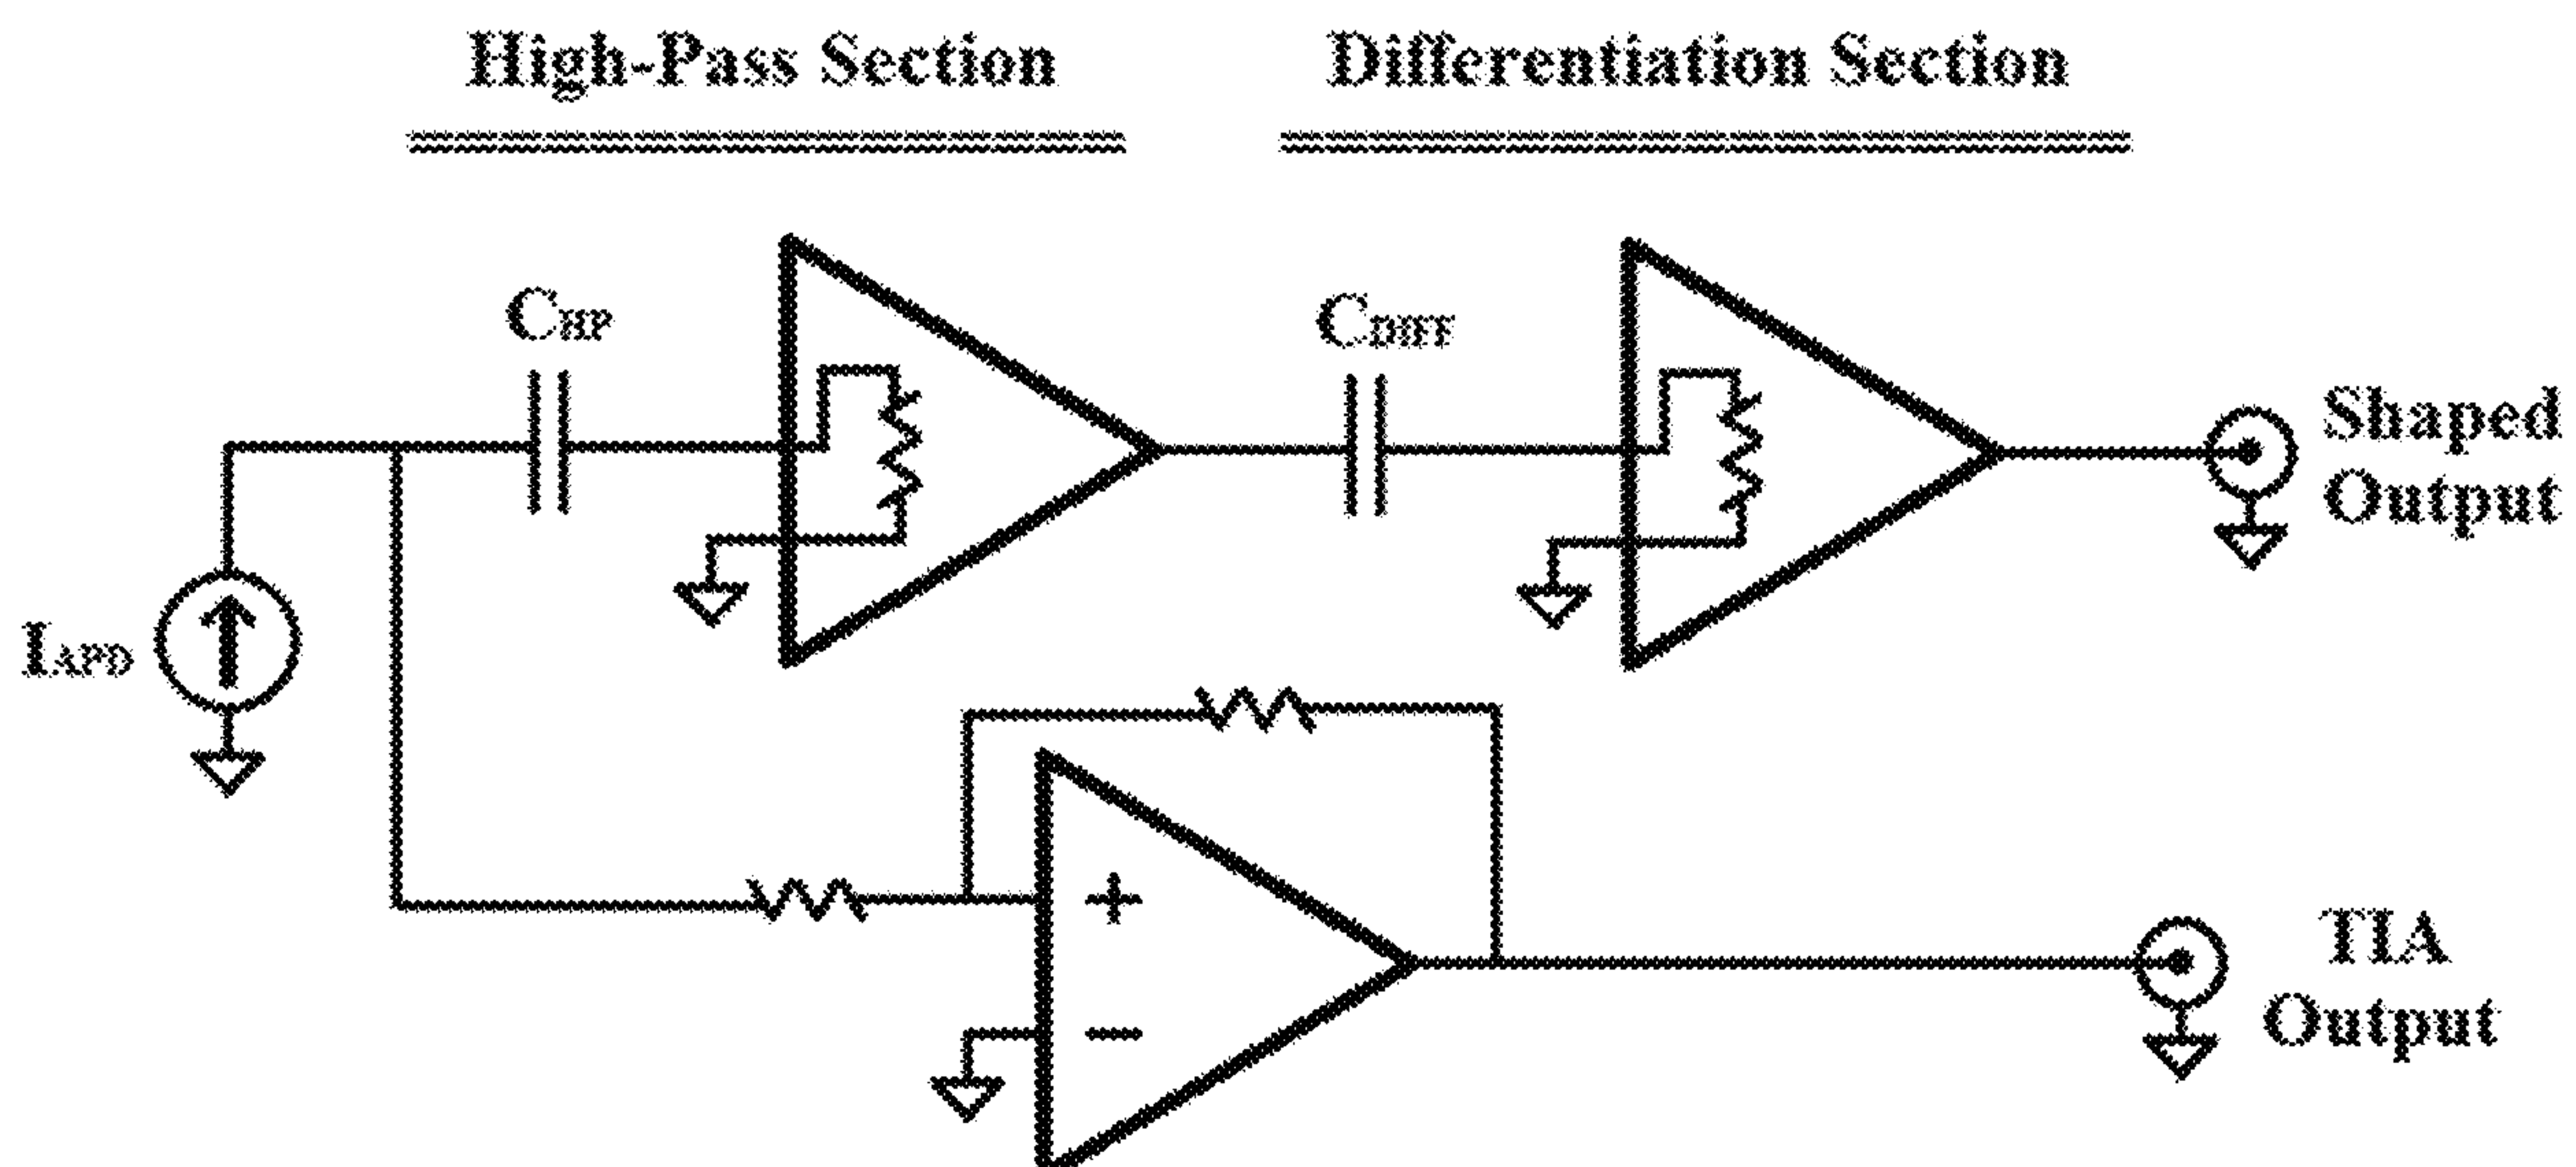 High-Pass Section
Differentiation Section
CHP
CDIFF
Shaped
Output
IAPD
+
−
TIA
Output